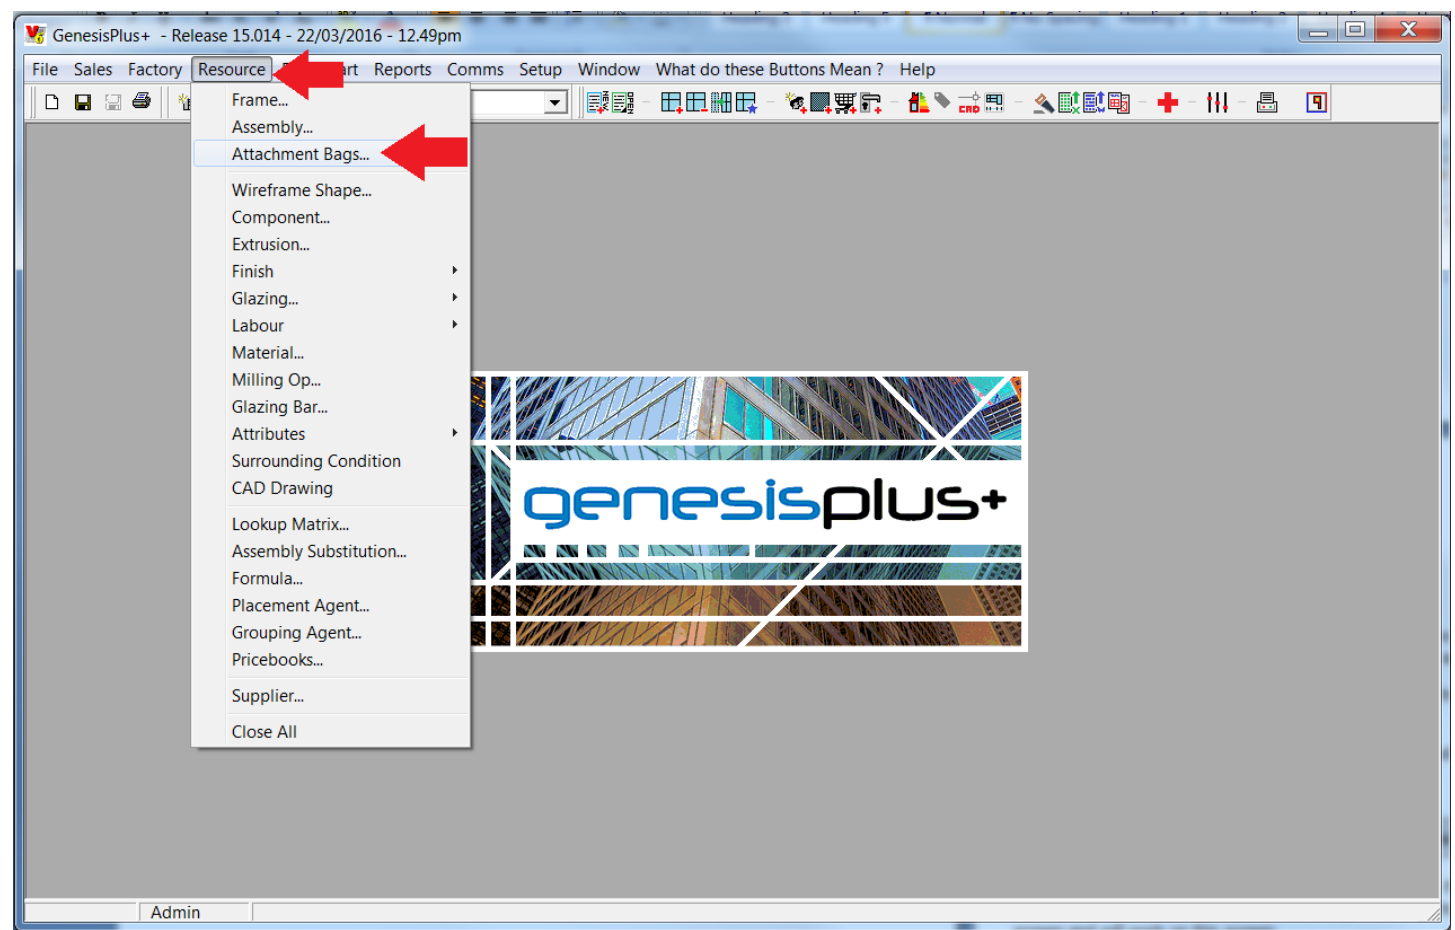 GenesisPlus+ - Release 15.014 - 22/03/2016 - 12.49pm
File Sales Factory Resource art Reports Comms Setup Window What do these Buttons Mean ? Help
CAD
Frame...
Assembly...
Attachment Bags...
Wireframe Shape...
Component...
Extrusion...
Finish
Glazing...
Labour
Material...
Milling Op...
Glazing Bar...
Attributes
Surrounding Condition
CAD Drawing
Lookup Matrix...
Assembly Substitution...
Formula...
Placement Agent...
Grouping Agent...
Pricebooks...
Supplier...
Close All
genesisplus+
Admin